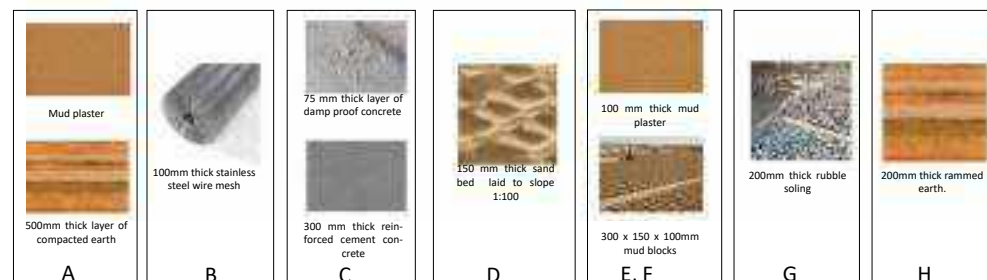 Mud plaster
500mm thick layer of
compacted earth
A
100mm thick stainless
steel wire mesh
B
75 mm thick layer of
damp proof concrete
300 mm thick rein-
forced cement con-
crete
C
150 mm thick sand
bed laid to slope
1:100
D
100 mm thick mud
plaster
300 x 150 x 100mm
mud blocks
E, F
200mm thick rubble
soling
G
200mm thick rammed
earth.
H